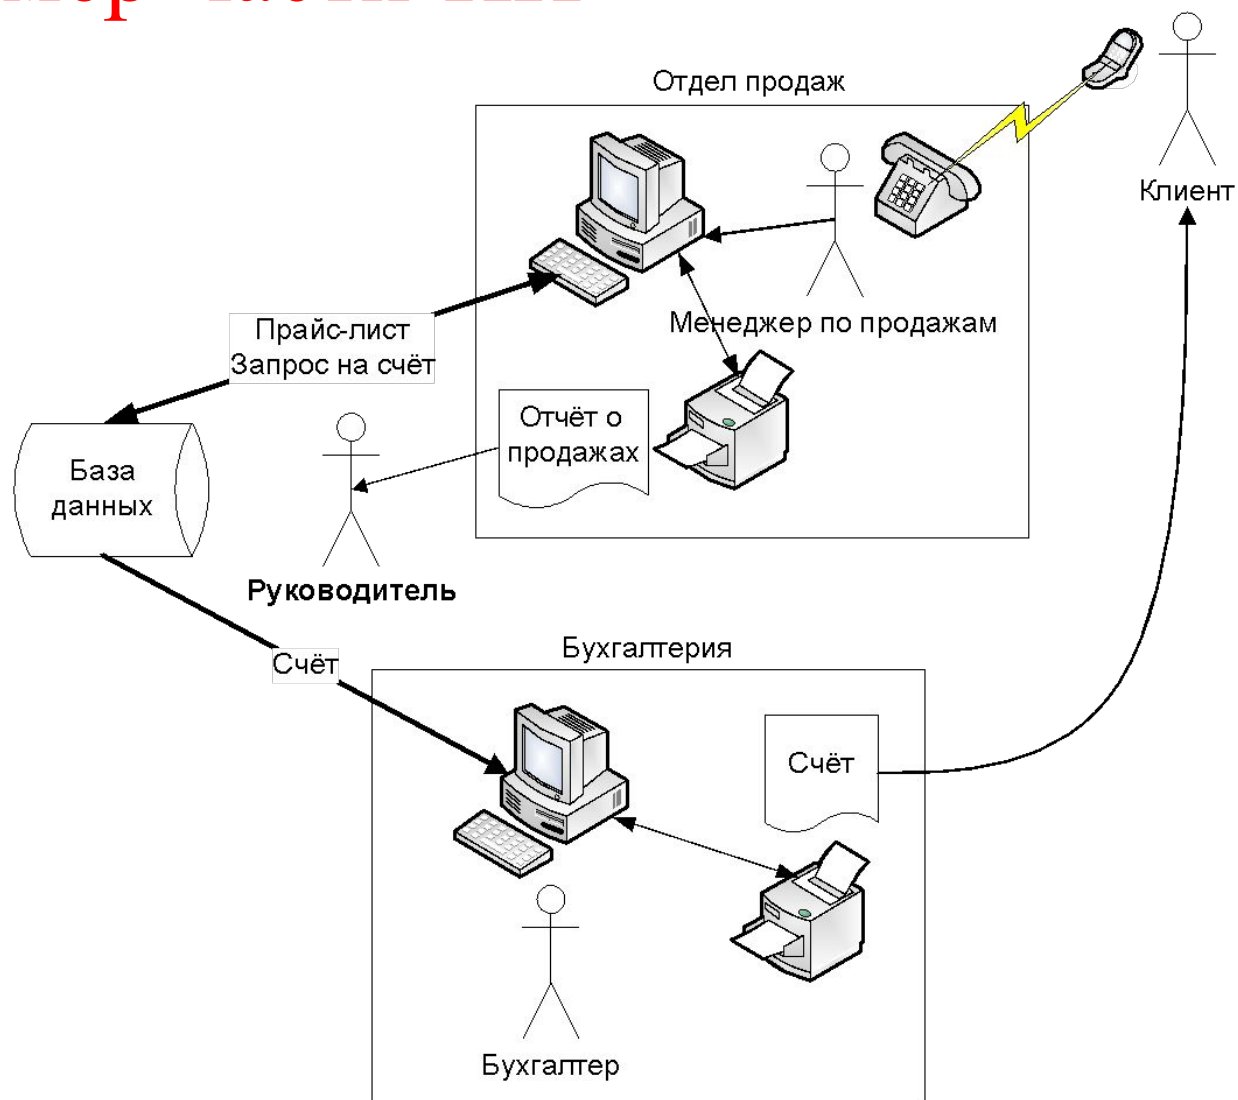 Отдел продаж
Клиент
Менеджер по продажам
Прайс-лист
Запрос на счёт
Отчёт о
продажах
База
данных
Руководитель
Счёт
Бухгалтерия
Счёт
Бухгалтер